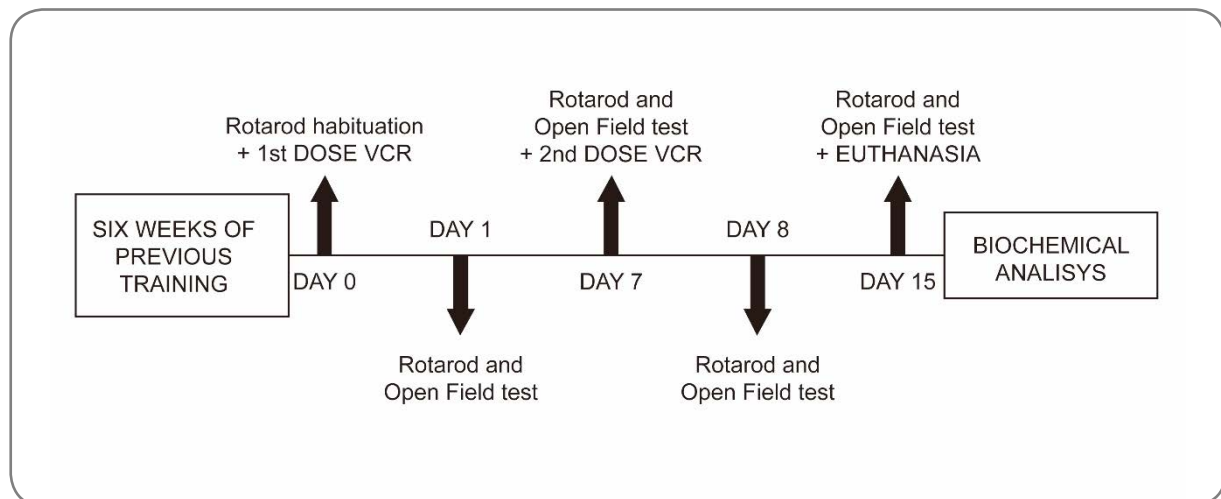 Rotarod habituation
+ 1st DOSE VCR
Rotarod and
Open Field test
+ 2nd DOSE VCR
Rotarod and
Open Field test
+ EUTHANASIA
SIX WEEKS OF
PREVIOUS
TRAINING
DAY 0
DAY 1
DAY 7
DAY 8
DAY 15
BIOCHEMICAL
ANALISYS
Rotarod and
Open Field test
Rotarod and
Open Field test